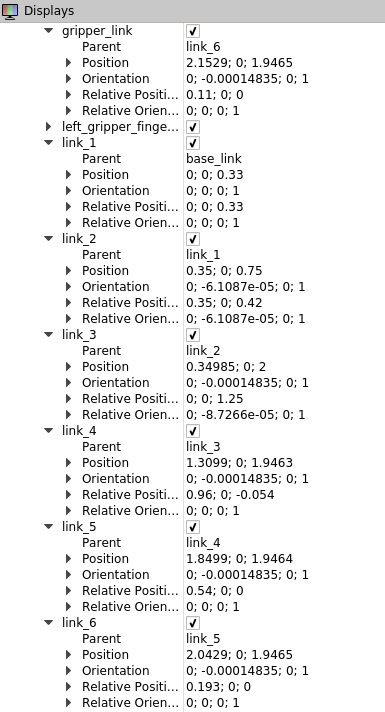 Displays
gripper_link
Parent link_6
Position 2.1529; 0; 1.9465
Orientation 0; -0.00014835; 0; 1
Relative Positi... 0.11; 0; 0
Relative Orien... 0; 0; 0; 1
left_gripper_finge...
link_1
Parent base_link
Position 0; 0; 0.33
Orientation 0; 0; 0; 1
Relative Positi... 0; 0; 0.33
Relative Orien... 0; 0; 0; 1
link_2
Parent link_1
Position 0.35; 0; 0.75
Orientation 0; -6.1087e-05; 0; 1
Relative Positi... 0.35; 0; 0.42
Relative Orien... 0; -6.1087e-05; 0; 1
link_3
Parent link_2
Position 0.34985; 0; 2
Orientation 0; -0.00014835; 0; 1
Relative Positi... 0; 0; 1.25
Relative Orien... 0; -8.7266e-05; 0; 1
link_4
Parent link_3
Position 1.3099; 0; 1.9463
Orientation 0; -0.00014835; 0; 1
Relative Positi... 0.96; 0; -0.054
Relative Orien... 0; 0; 0; 1
link_5
Parent link_4
Position 1.8499; 0; 1.9464
Orientation 0; -0.00014835; 0; 1
Relative Positi... 0.54; 0; 0
Relative Orien... 0; 0; 0; 1
link_6
Parent link_5
Position 2.0429; 0; 1.9465
Orientation 0; -0.00014835; 0; 1
Relative Positi... 0.193; 0; 0
Relative Orien... 0; 0; 0; 1